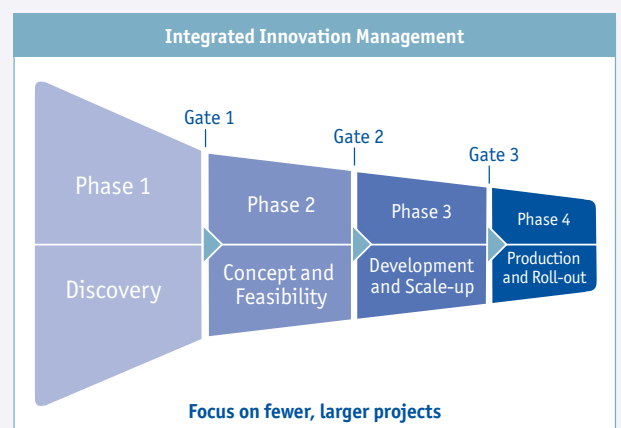 Integrated Innovation Management
Gate 1
Gate 2
Gate 3
Phase 1
Phase 2
Phase 3
Phase 4
Discovery
Concept and
Feasibility
Development
and Scale-up
Production
and Roll-out
Focus on fewer, larger projects